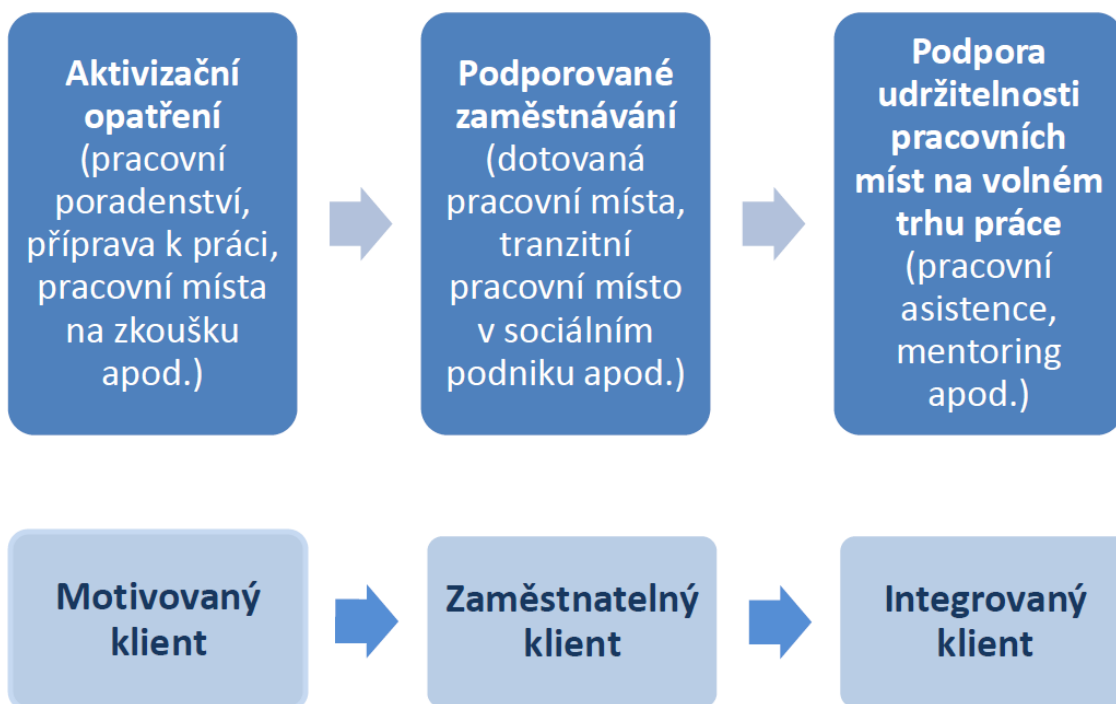 Aktivizační
opatření
(pracovní
poradenství,
příprava k práci,
pracovní místa
na zkoušku
apod.)
Podporované
zaměstnávání
(dotovaná
pracovní místa,
tranzitní
pracovní místo
v sociálním
podniku apod.)
Podpora
udržitelnosti
pracovních
míst na volném
trhu práce
(pracovní
asistence,
mentoring
apod.)
Motivovaný
klient
Zaměstnatelný
klient
Integrovaný
klient